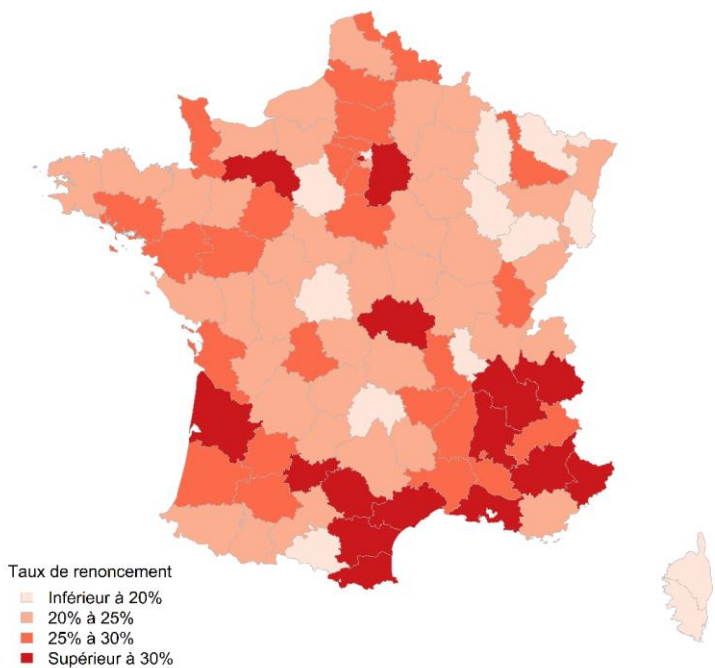 Taux de renoncement
Inférieur à 20%
20% à 25%
25% à 30%
Supérieur à 30%